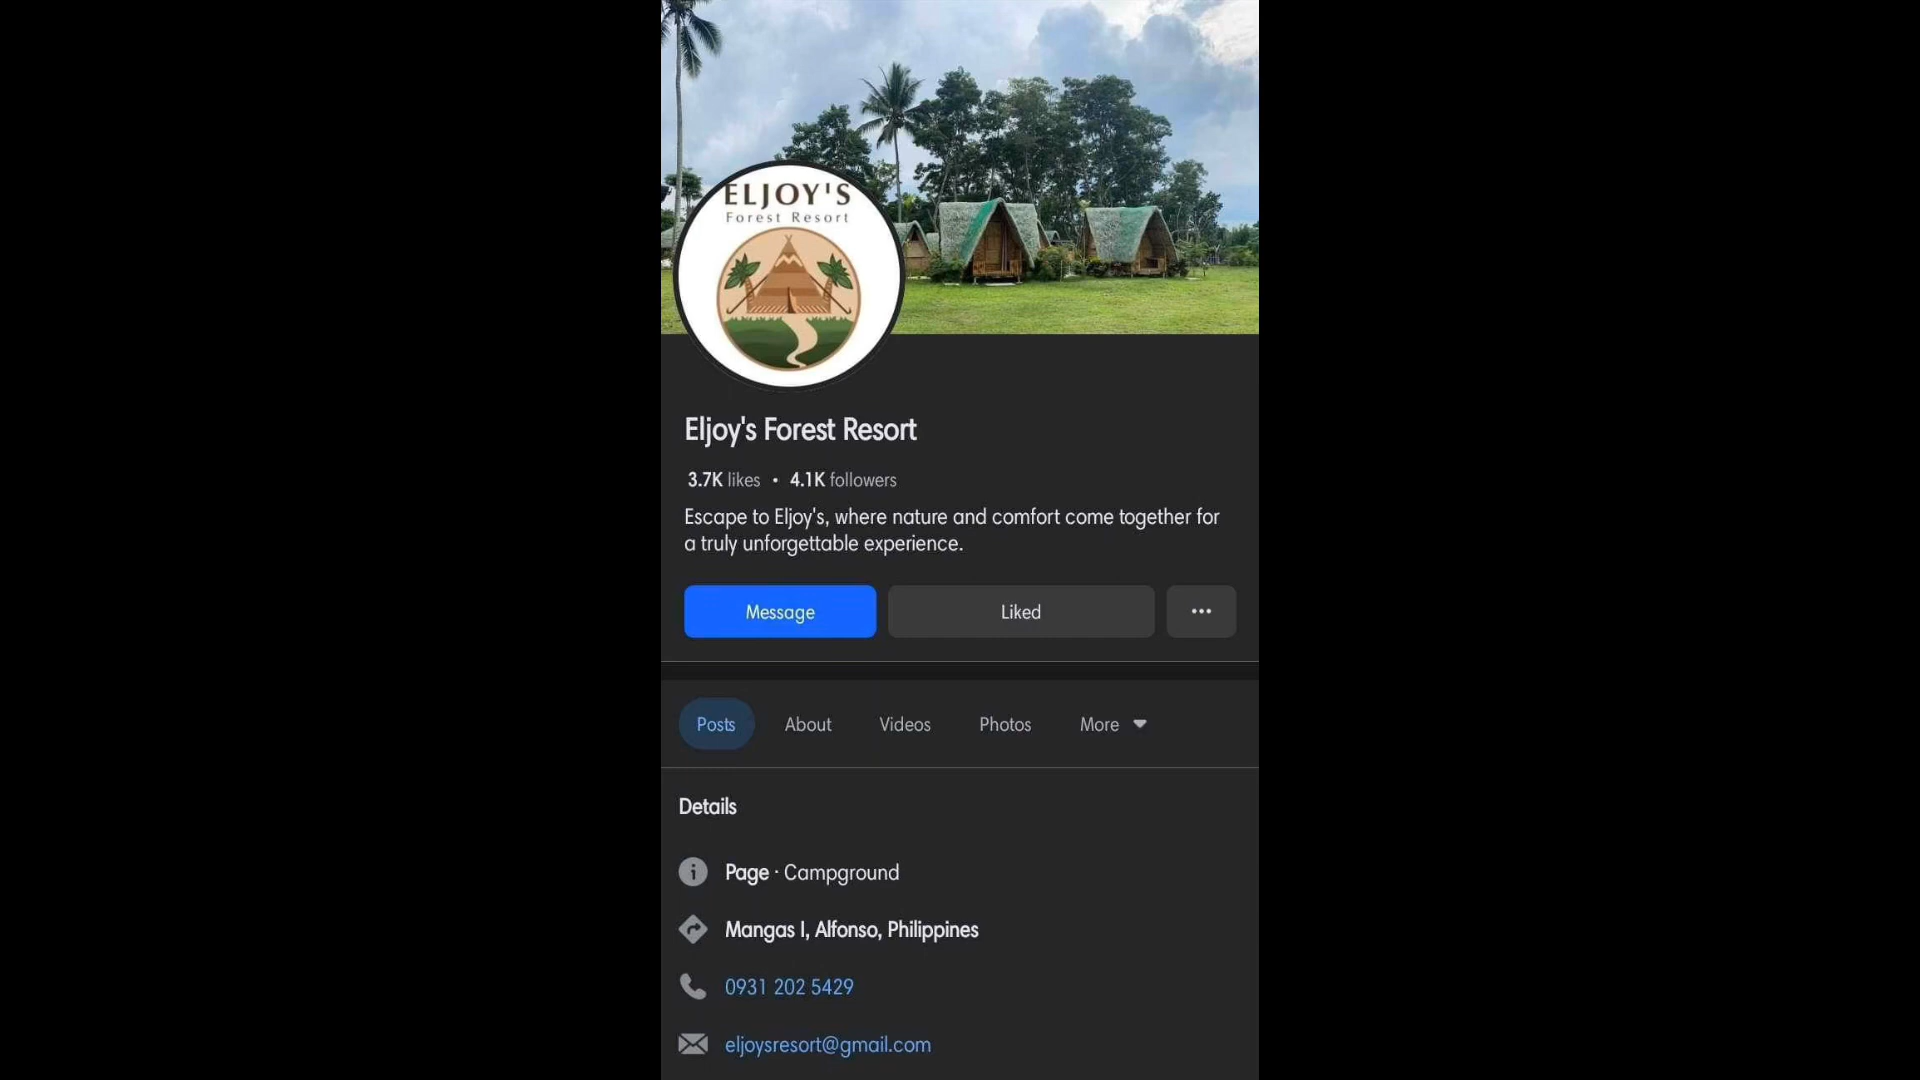 ELJOY'S
Forest Resort
Eljoy's Forest Resort
3.7K likes • 4.1K followers
Escape to Eljoy's, where nature and comfort come together for
a truly unforgettable experience.
Message
Liked
Posts
About
Videos
Photos
More
Details
Page · Campground
Mangas I, Alfonso, Philippines
0931 202 5429
eljoysresort@gmail.com